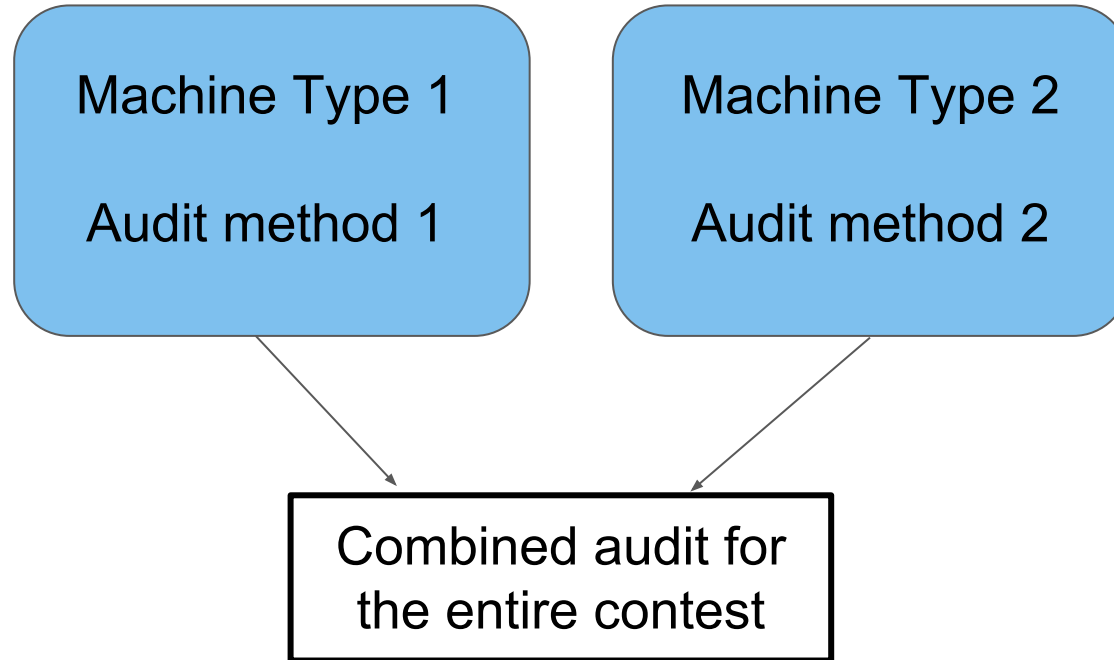 Machine Type 1
Audit method 1
Machine Type 2
Audit method 2
Combined audit for
the entire contest